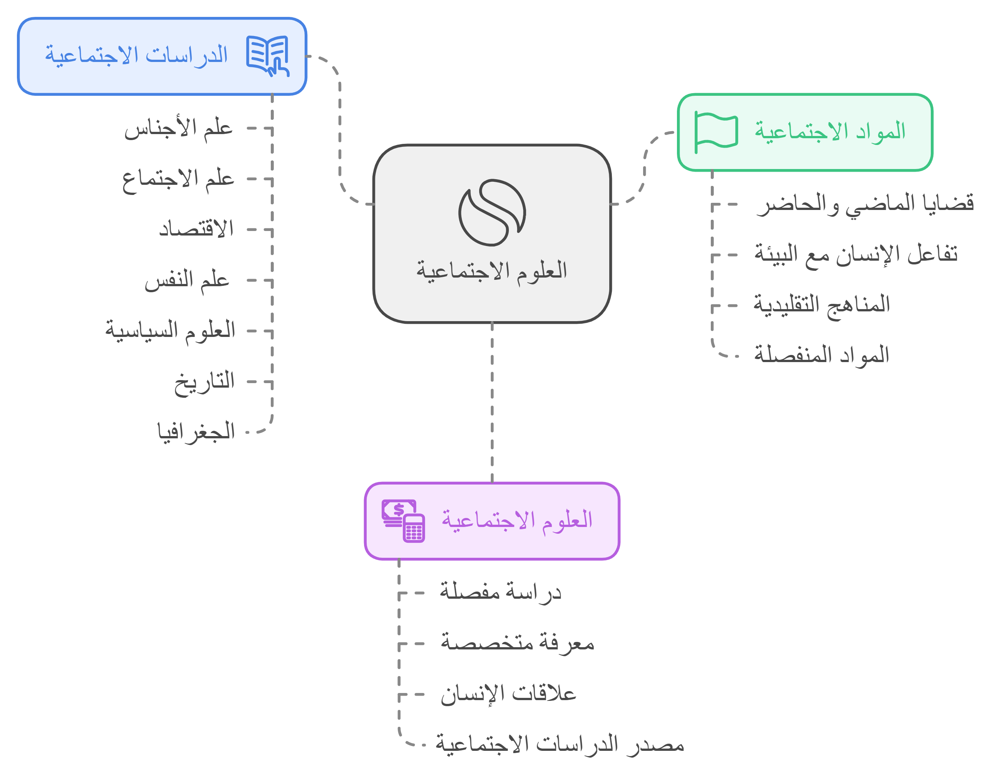 العلوم الاجتماعية
المواد الاجتماعية
قضايا الماضي والحاضر
تفاعل الإنسان مع البيئة
المناهج التقليدية
المواد المنفصلة
الدراسات الاجتماعية
علم الأجناس
علم الاجتماع
الاقتصاد
علم النفس
العلوم السياسية
التاريخ
الجغرافيا
العلوم الاجتماعية
دراسة مفصلة
معرفة متخصصة
علاقات الإنسان
مصدر الدراسات الاجتماعية